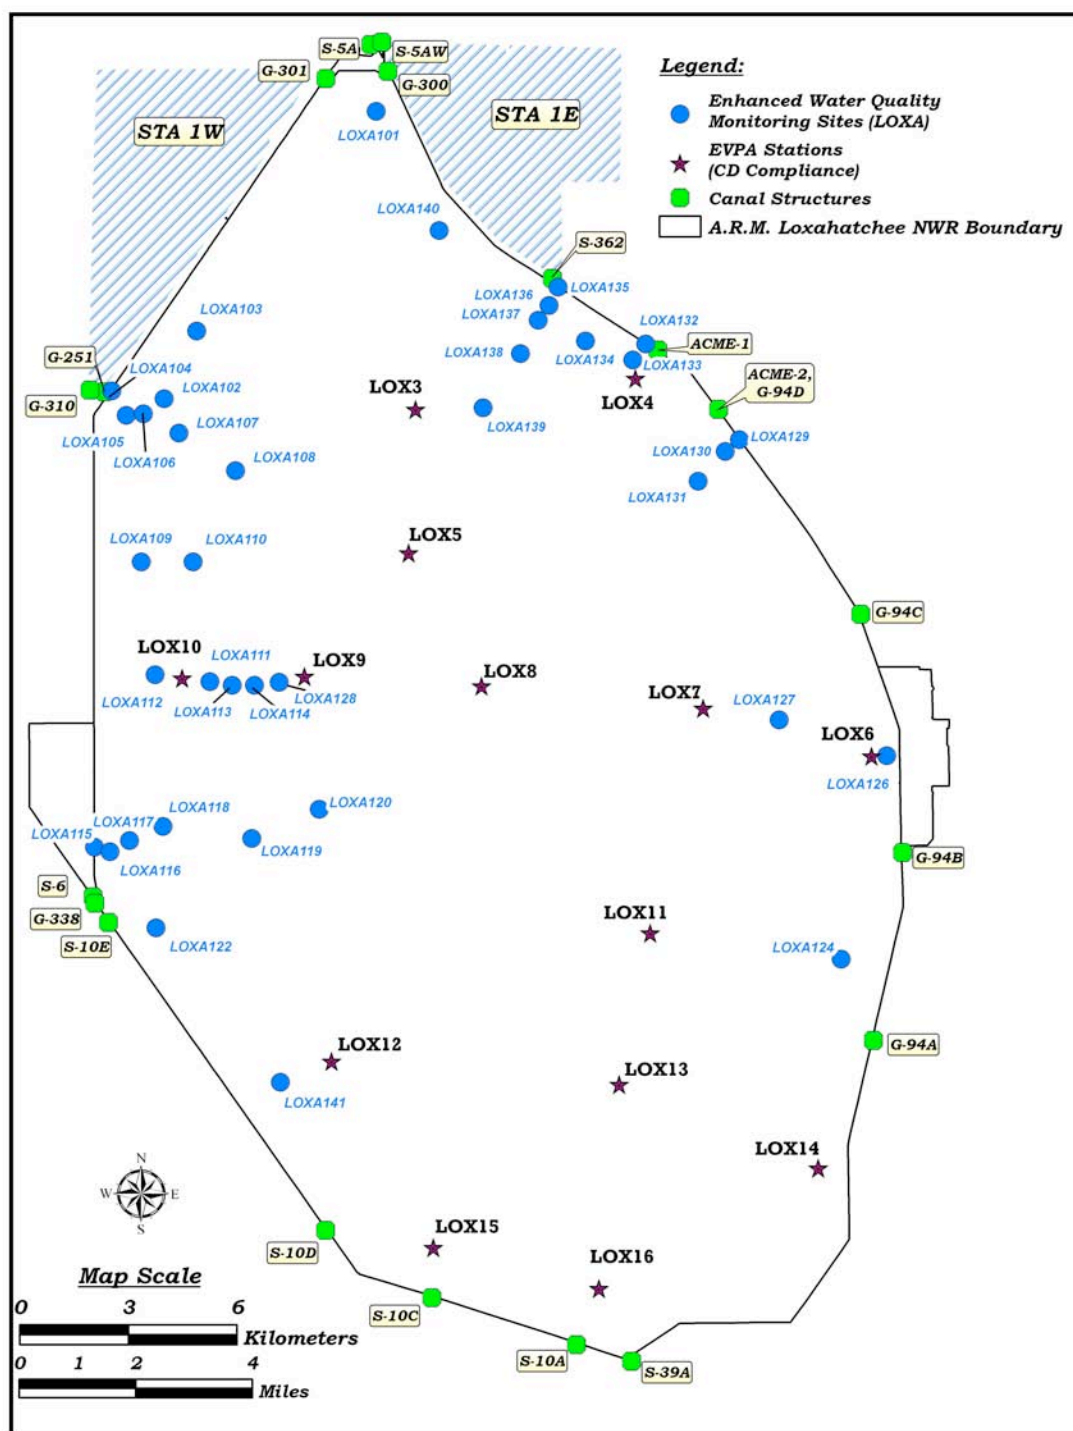 S-5A
S-5AW
G-301
G-300
STA 1W
STA 1E
LOXA101
Legend:
Enhanced Water Quality
Monitoring Sites (LOXA)
EVPA Stations
(CD Compliance)
Canal Structures
A.R.M. Loxahatchee NWR Boundary
LOXA140
S-362
LOXA136
LOXA135
LOXA137
LOXA103
LOXA132
ACME-1
LOXA138
LOXA134
LOXA133
G-251
LOXA104
LOXA102
LOX3
LOX4
ACME-2,
G-94D
G-310
LOXA105
LOXA107
LOXA106
LOXA139
LOXA129
LOXA130
LOXA108
LOXA131
LOXA109
LOXA110
LOX5
G-94C
LOX10
LOXA111
LOX9
LOX8
LOXA112
LOXA113
LOXA114
LOXA128
LOX7
LOXA127
LOX6
LOXA126
LOXA118
LOXA120
LOXA117
LOXA115
LOXA116
LOXA119
G-94B
S-6
G-338
S-10E
LOXA122
LOX11
LOXA124
LOX12
G-94A
LOX13
LOXA141
LOX14
N
W
E
S
LOX15
S-10D
LOX16
Map Scale
S-10C
0 3 6
Kilometers
0 1 2 4
Miles
S-10A
S-39A